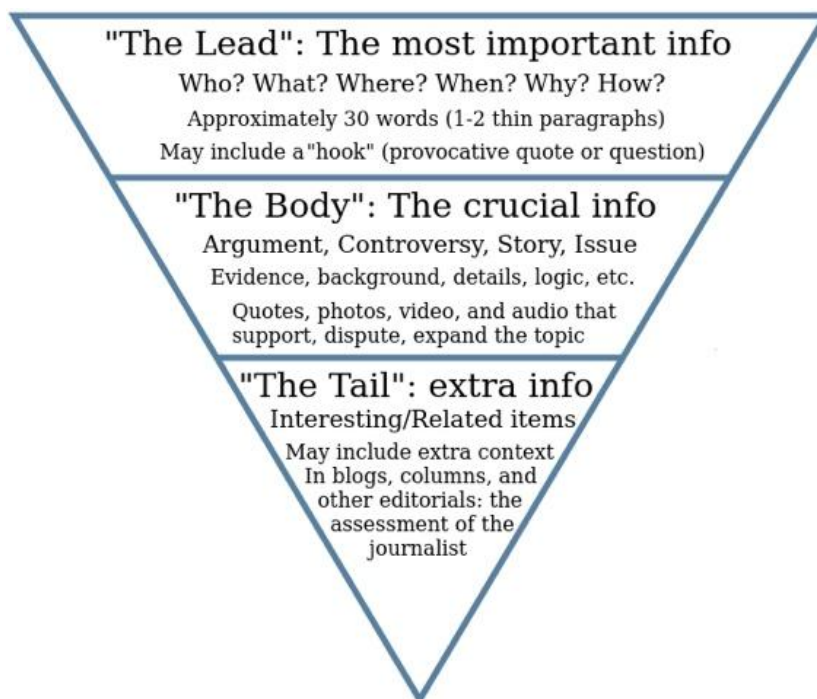 "The Lead": The most important info
Who? What? Where? When? Why? How?
Approximately 30 words (1-2 thin paragraphs)
May include a"hook" (provocative quote or question)
"The Body": The crucial info
Argument, Controversy, Story, Issue
Evidence, background, details, logic, etc.
Quotes, photos, video, and audio that
support, dispute, expand the topic
"The Tail": extra info
Interesting/Related items
May include extra context
In blogs, columns, and
other editorials: the
assessment of the
journalist